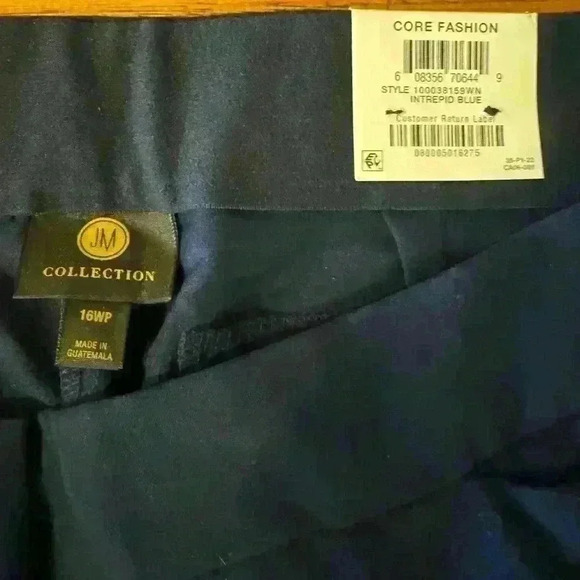 CORE FASHION
6 08356 70644 9
STYLE 100038159WN
INTREPID BLUE
Customer Return Label
000005016275
JM
COLLECTION
16WP
MADE IN
GUATEMALA